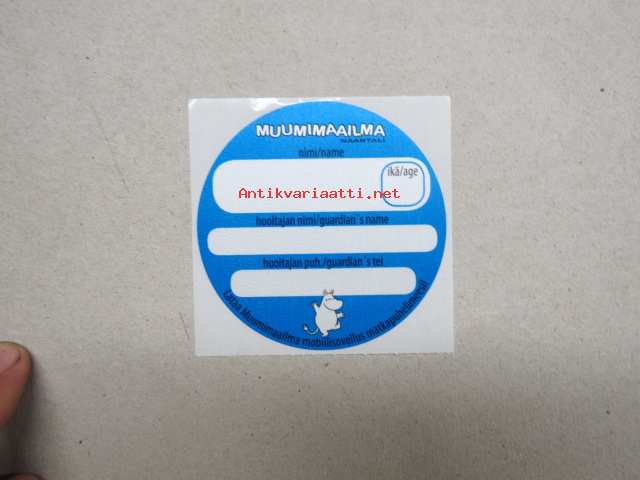 MUUMIMAAILMA
NAANTALI
nimi/name
ikä/age
Antikvariaatti.net
huoltajan nimi/guardian´s name
huoltajan puh./guardian´s tel
Lataa Muumimaailma mobiilisovellus matkapuhelimeesi!